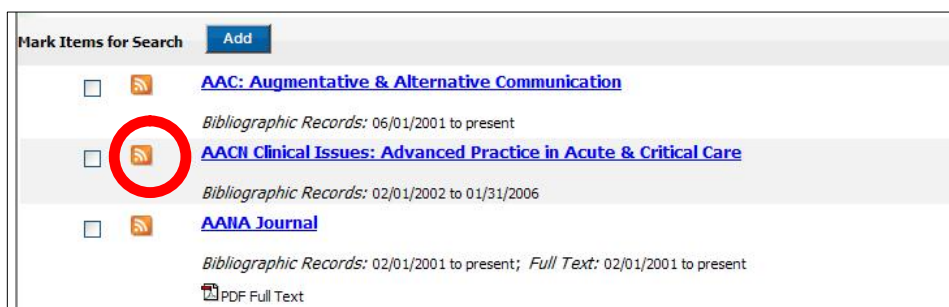 Mark Items for Search Add
AAC: Augmentative & Alternative Communication
Bibliographic Records: 06/01/2001 to present
AACN Clinical Issues: Advanced Practice in Acute & Critical Care
Bibliographic Records: 02/01/2002 to 01/31/2006
AANA Journal
Bibliographic Records: 02/01/2001 to present; Full Text: 02/01/2001 to present
PDF Full Text